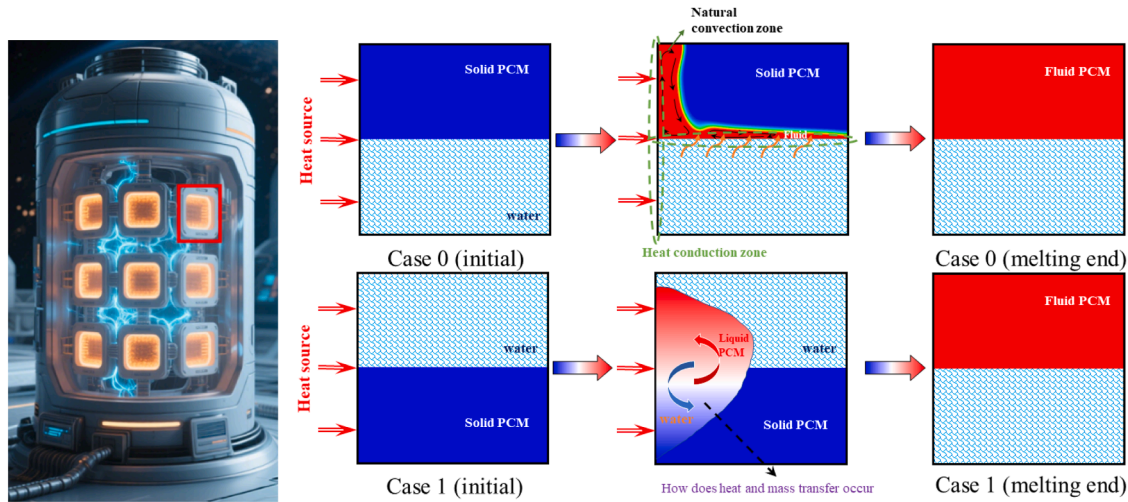 Natural
convection zone
Solid PCM
Solid PCM
Fluid PCM
Heat source
Fluid
water
Heat conduction zone
Case 0 (initial)
Case 0 (melting end)
water
Liquid
PCM
water
Fluid PCM
Heat source
water
Solid PCM
Solid PCM
Case 1 (initial)
Case 1 (melting end)
How does heat and mass transfer occur